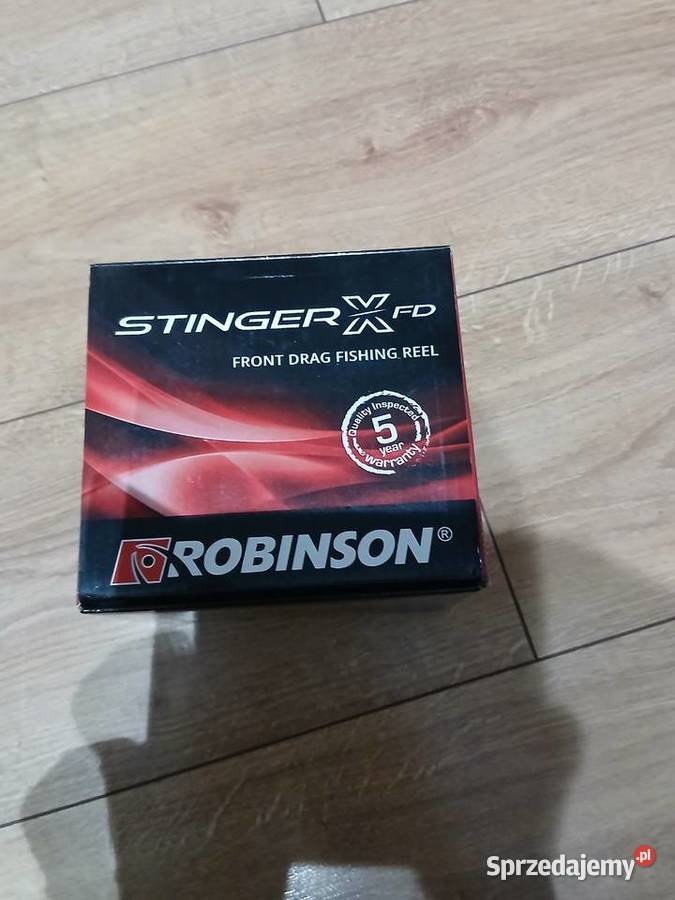 STINGER X FD
FRONT DRAG FISHING REEL
Quality Inspected
5
year
warranty
ROBINSON®
Sprzedajemy.pl